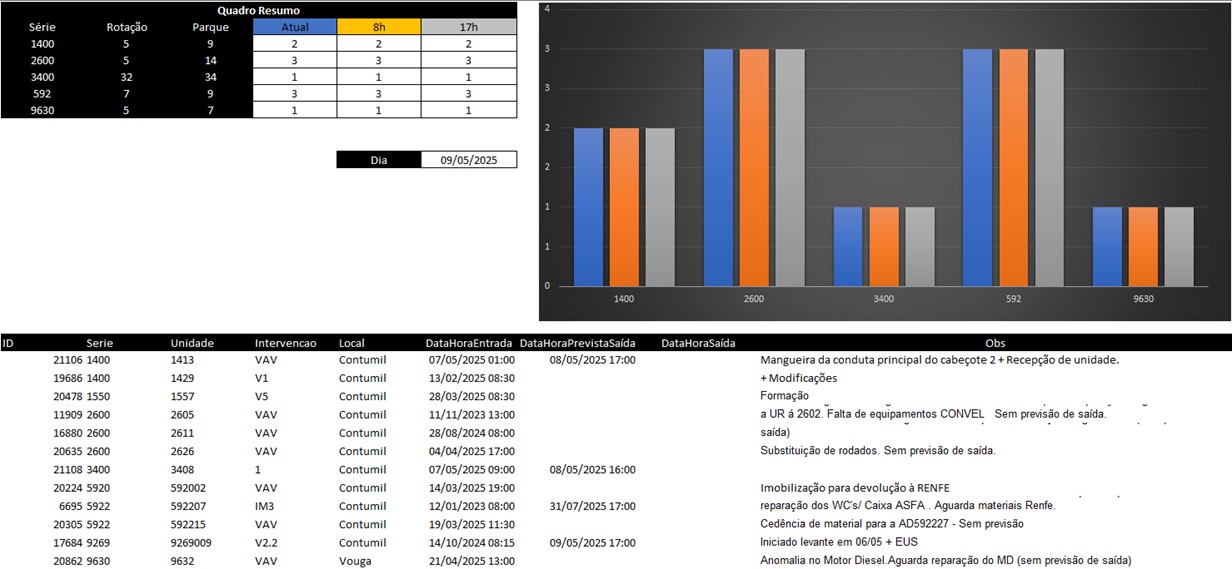 Quadro Resumo
Série Rotação Parque Atual 8h 17h
1400 5 9 2 2 2
2600 5 14 3 3 3
3400 32 34 1 1 1
592 7 9 3 3 3
9630 5 7 1 1 1
Dia 09/05/2025
4
3
3
2
2
1
1
0
1400 2600 3400 592 9630
ID Serie Unidade Intervencao Local DataHoraEntrada DataHoraPrevistaSaída DataHoraSaída Obs
21106 1400 1413 VAV Contumil 07/05/2025 01:00 08/05/2025 17:00 Mangueira da conduta principal do cabeçote 2 + Recepção de unidade.
19686 1400 1429 V1 Contumil 13/02/2025 08:30 + Modificações
20478 1550 1557 V5 Contumil 28/03/2025 08:30 Formação
11909 2600 2605 VAV Contumil 11/11/2023 13:00 a UR á 2602. Falta de equipamentos CONVEL Sem previsão de saída.
16880 2600 2611 VAV Contumil 28/08/2024 08:00 saída)
20635 2600 2626 VAV Contumil 04/04/2025 17:00 Substituição de rodados. Sem previsão de saída.
21108 3400 3408 1 Contumil 07/05/2025 09:00 08/05/2025 16:00
20224 5920 592002 VAV Contumil 14/03/2025 19:00 Imobilização para devolução à RENFE
6695 5922 592207 IM3 Contumil 12/01/2023 08:00 31/07/2025 17:00 reparação dos WC's/ Caixa ASFA . Aguarda materiais Renfe.
20305 5922 592215 VAV Contumil 19/03/2025 11:30 Cedência de material para a AD592227 - Sem previsão
17684 9269 9269009 V2.2 Contumil 14/10/2024 08:15 09/05/2025 17:00 Iniciado levante em 06/05 + EUS
20862 9630 9632 VAV Vouga 21/04/2025 13:00 Anomalia no Motor Diesel.Aguarda reparação do MD (sem previsão de saída)